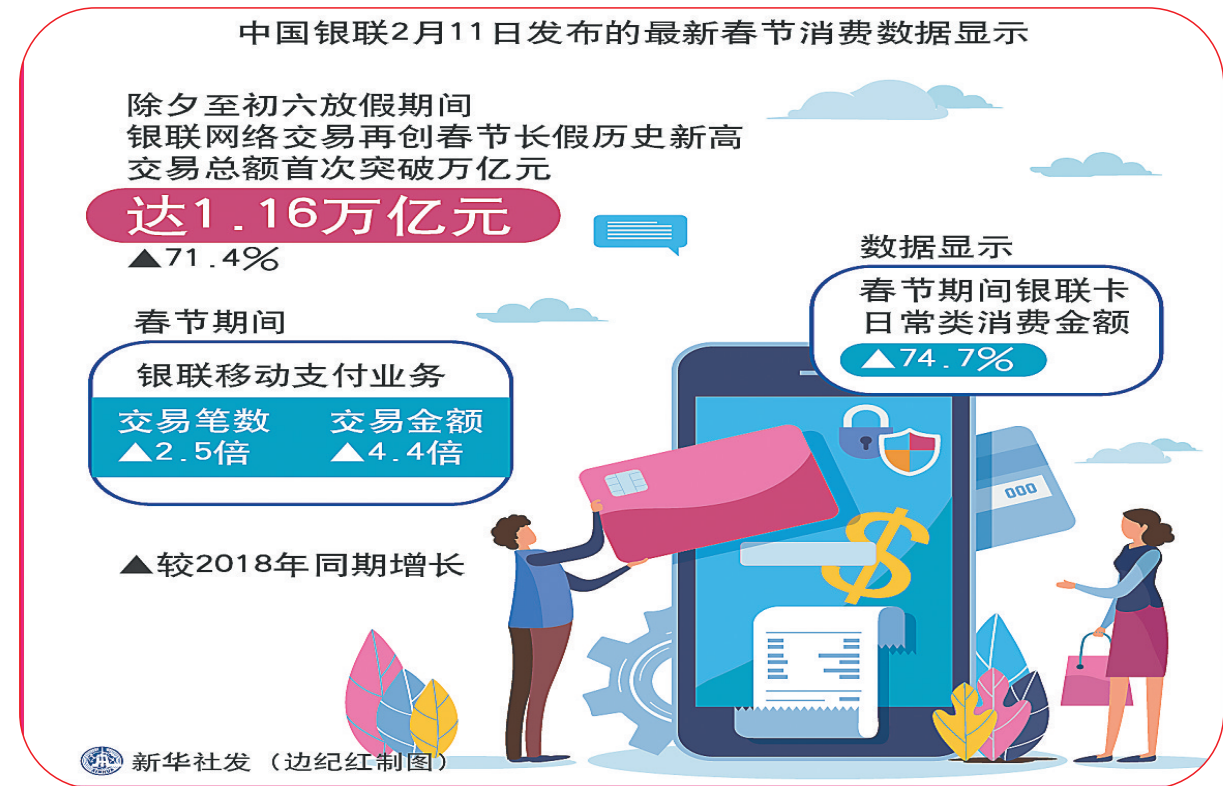 中国银联2月11日发布的最新春节消费数据显示
除夕至初六放假期间
银联网络交易再创春节长假历史新高
交易总额首次突破万亿元
达1.16万亿元
▲71.4%
数据显示
春节期间银联卡
日常类消费金额
▲74.7%
春节期间
银联移动支付业务
交易笔数 交易金额
▲2.5倍 ▲4.4倍
000
▲较2018年同期增长
新华社发（边纪红制图）